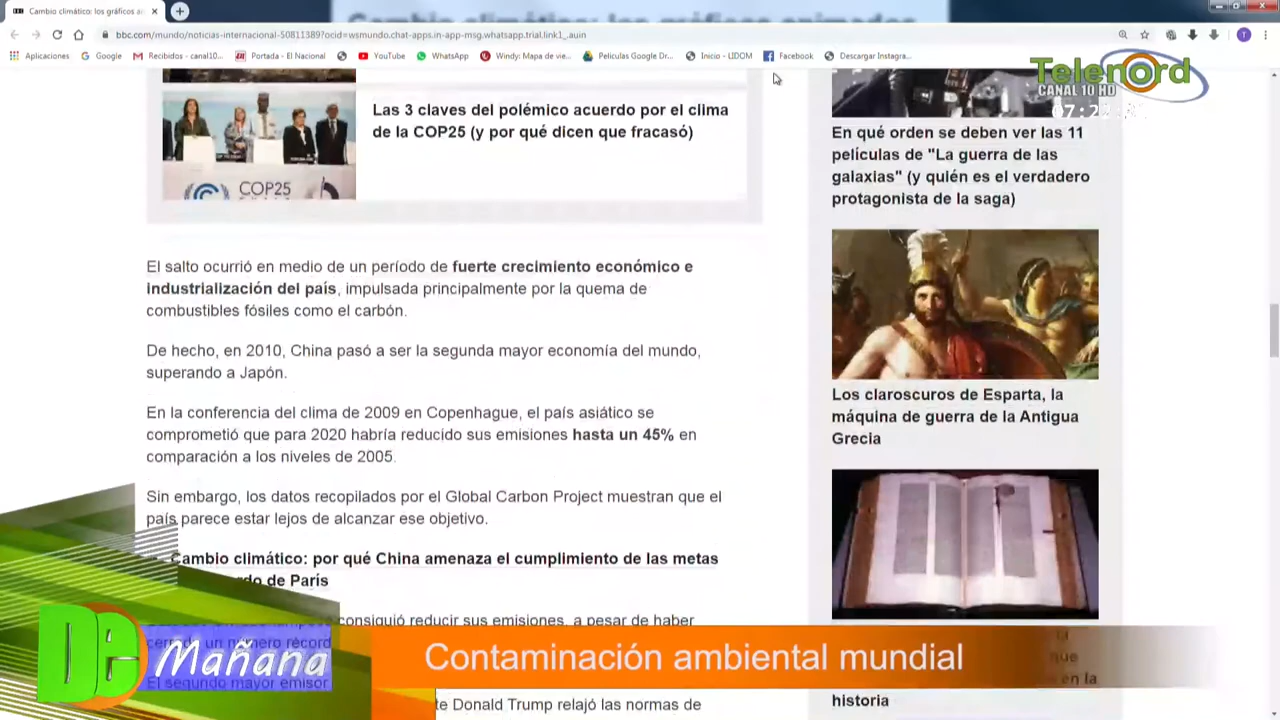 Cambio climático: los gráficos a
bbc.com/mundo/noticias-internacional-50811389?ocid=wsmundo.chat-apps.in-app-msg.whatsapp.trial.link1_.auin
T
Aplicaciones
Google
Recibidos - canal10...
Portada - El Nacional
YouTube
WhatsApp
Windy: Mapa de vie...
Peliculas Google Dr...
Inicio - LIDOM
Facebook
Descargar Instagra...
Telenord
CANAL 10 HD
Las 3 claves del polémico acuerdo por el clima
de la COP25 (y por qué dicen que fracasó)
COP25
El salto ocurrió en medio de un período de fuerte crecimiento económico e
industrialización del país, impulsada principalmente por la quema de
combustibles fósiles como el carbón.
De hecho, en 2010, China pasó a ser la segunda mayor economía del mundo,
superando a Japón.
En la conferencia del clima de 2009 en Copenhague, el país asiático se
comprometió que para 2020 habría reducido sus emisiones hasta un 45% en
comparación a los niveles de 2005.
Sin embargo, los datos recopilados por el Global Carbon Project muestran que el
país parece estar lejos de alcanzar ese objetivo.
Cambio climático: por qué China amenaza el cumplimiento de las metas
de París
consiguió reducir sus emisiones, a pesar de haber
un número récord
El segundo mayor emisor
Donald Trump relajó las normas de
En qué orden se deben ver las 11
películas de "La guerra de las
galaxias" (y quién es el verdadero
protagonista de la saga)
Los claroscuros de Esparta, la
máquina de guerra de la Antigua
Grecia
que
en la
historia
De
Mañana
Contaminación ambiental mundial